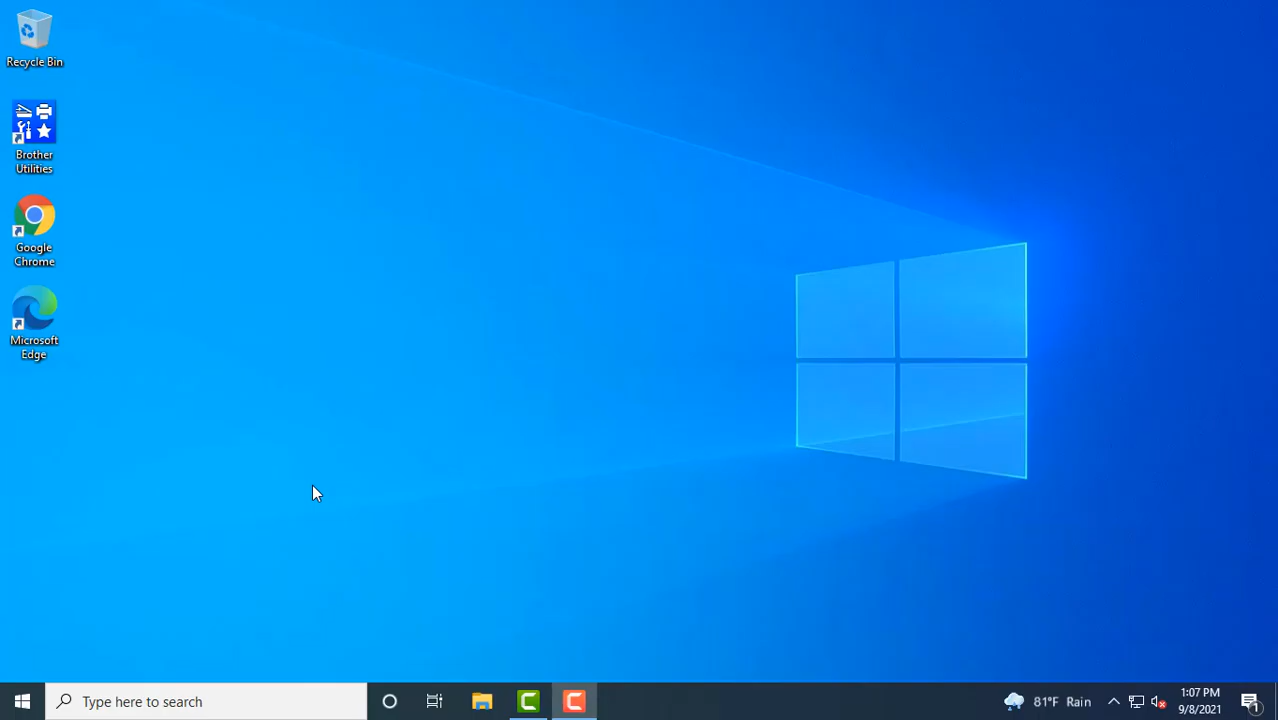 Recycle Bin
Brother
Utilities
Google
Chrome
Microsoft
Edge
Type here to search
81°F Rain
1:07 PM
9/8/2021
1